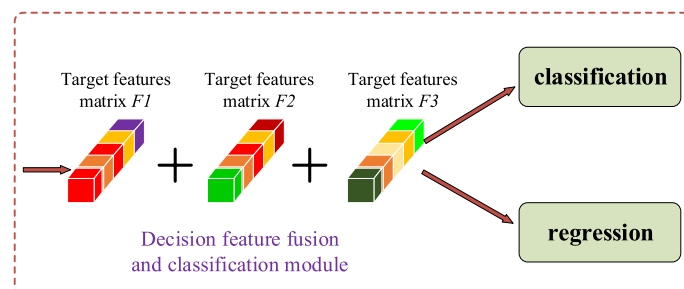 Target features
matrix F1
Target features
matrix F2
Target features
matrix F3
classification
regression
Decision feature fusion
and classification module